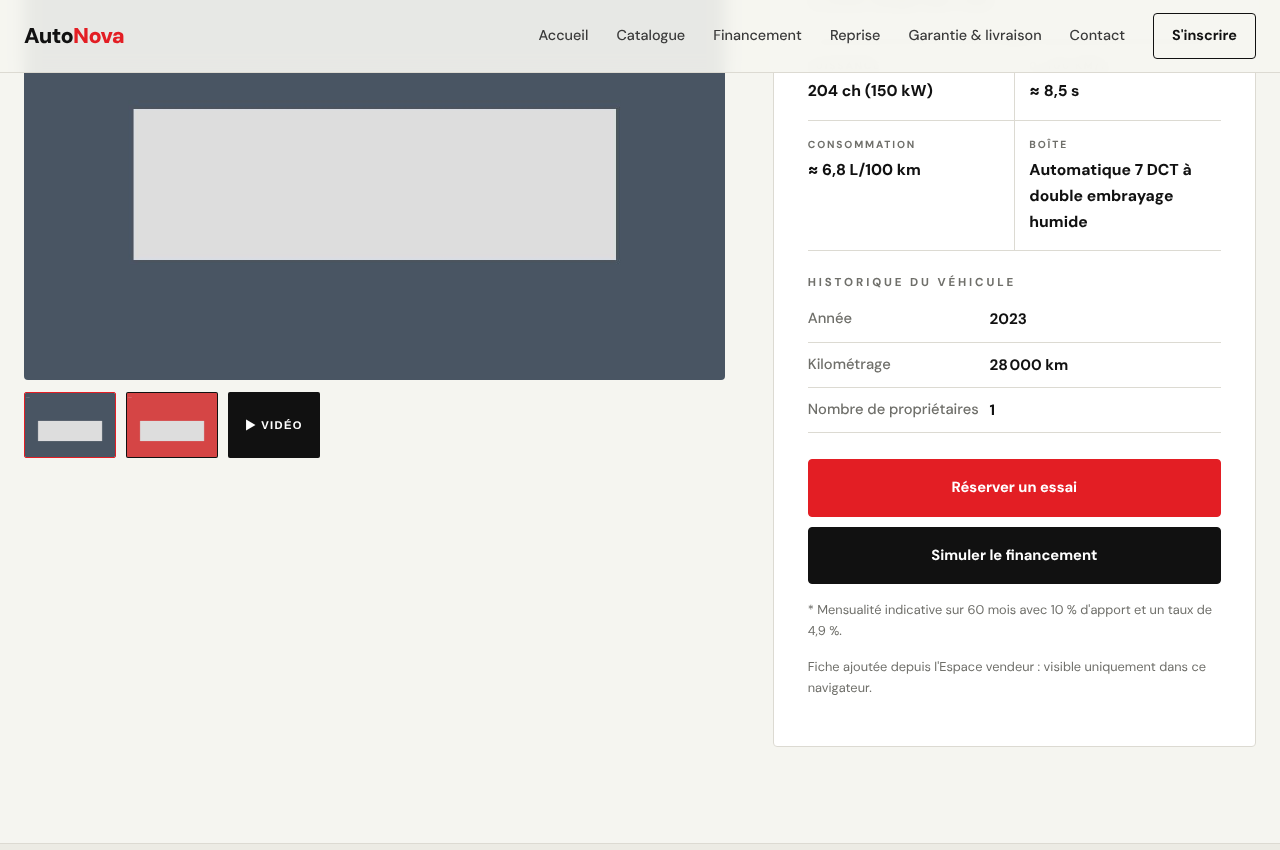 AutoNova
Accueil
Catalogue
Financement
Reprise
Garantie & livraison
Contact
S'inscrire
204 ch (150 kW)
≈ 8,5 s
CONSOMMATION
≈ 6,8 L/100 km
BOÎTE
Automatique 7 DCT à
double embrayage
humide
HISTORIQUE DU VÉHICULE
Année
2023
Kilométrage
28 000 km
Nombre de propriétaires
1
▶ VIDÉO
Réserver un essai
Simuler le financement
* Mensualité indicative sur 60 mois avec 10 % d'apport et un taux de
4,9 %.
Fiche ajoutée depuis l'Espace vendeur : visible uniquement dans ce
navigateur.